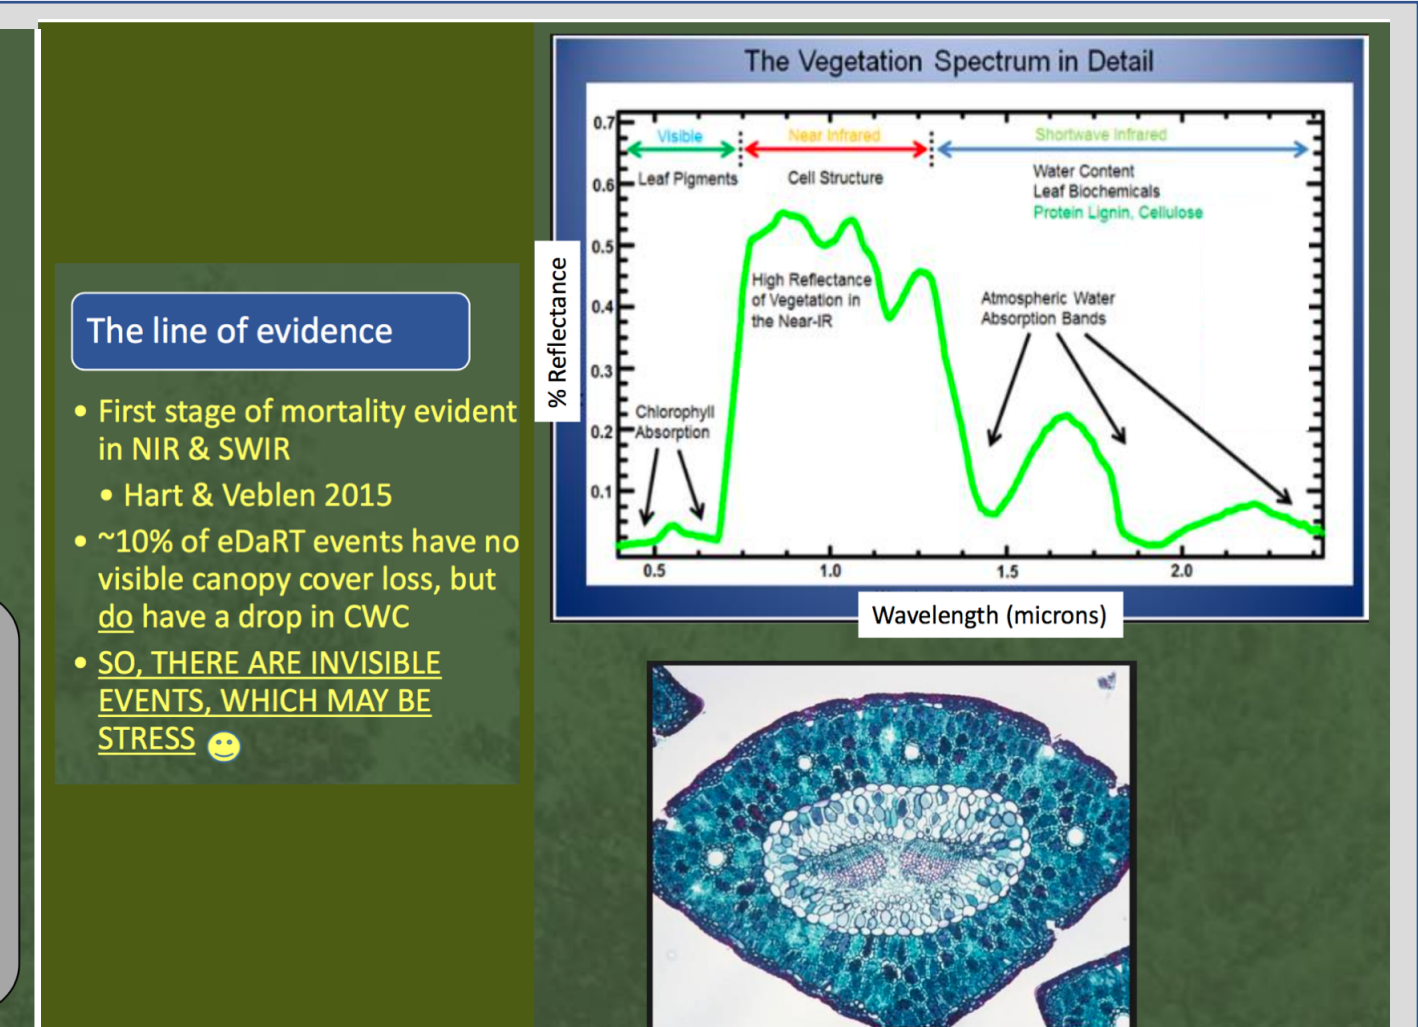 The line of evidence
• First stage of mortality evident
in NIR & SWIR
• Hart & Veblen 2015
• ~10% of eDaRT events have no
visible canopy cover loss, but
do have a drop in CWC
• SO, THERE ARE INVISIBLE
EVENTS, WHICH MAY BE
STRESS
The Vegetation Spectrum in Detail
% Reflectance
0.7
0.6
0.5
0.4
0.3
0.2
0.1
Visible
Near Infrared
Shortwave Infrared
Leaf Pigments
Cell Structure
Water Content
Leaf Biochemicals
Protein Lignin, Cellulose
High Reflectance
of Vegetation in
the Near-IR
Atmospheric Water
Absorption Bands
Chlorophyll
Absorption
0.5
1.0
1.5
2.0
Wavelength (microns)